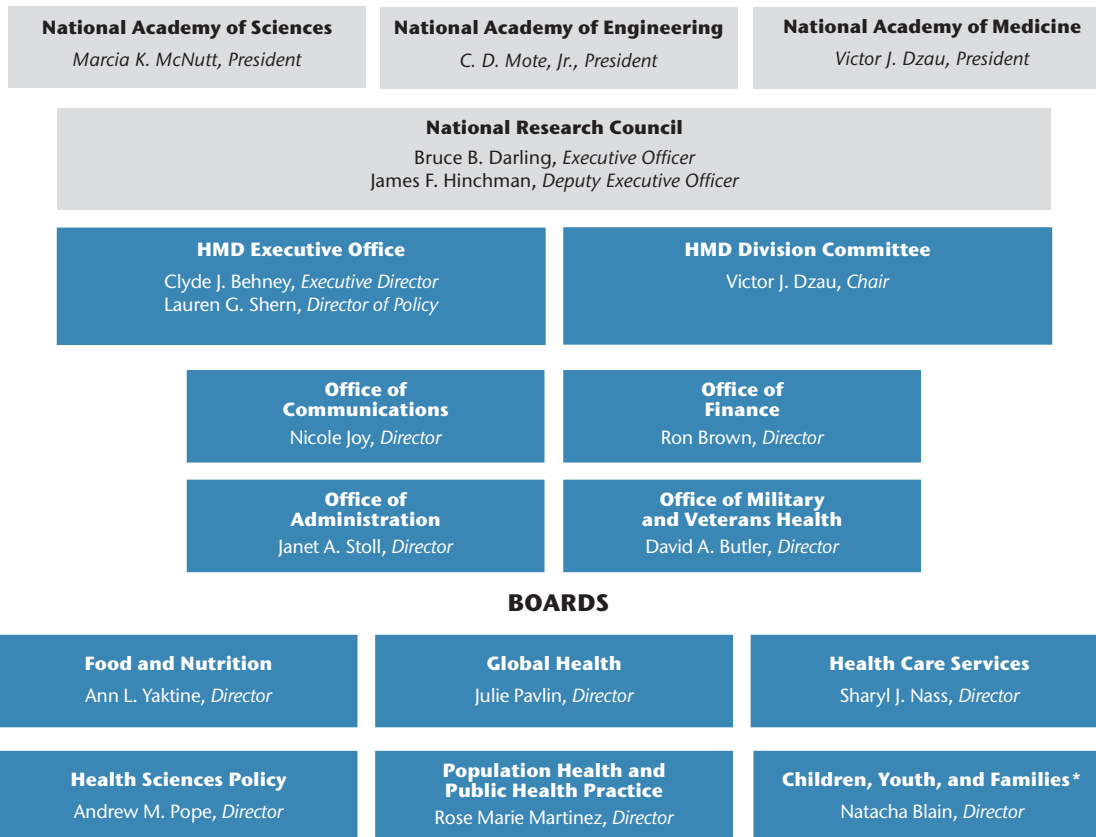 National Academy of Sciences
Marcia K. McNutt, President
National Academy of Engineering
C. D. Mote, Jr., President
National Academy of Medicine
Victor J. Dzau, President
National Research Council
Bruce B. Darling, Executive Officer
James F. Hinchman, Deputy Executive Officer
HMD Executive Office
Clyde J. Behney, Executive Director
Lauren G. Shern, Director of Policy
HMD Division Committee
Victor J. Dzau, Chair
Office of
Communications
Nicole Joy, Director
Office of
Finance
Ron Brown, Director
Office of
Administration
Janet A. Stoll, Director
Office of Military
and Veterans Health
David A. Butler, Director
BOARDS
Food and Nutrition
Ann L. Yaktine, Director
Global Health
Julie Pavlin, Director
Health Care Services
Sharyl J. Nass, Director
Health Sciences Policy
Andrew M. Pope, Director
Population Health and
Public Health Practice
Rose Marie Martinez, Director
Children, Youth, and Families*
Natacha Blain, Director